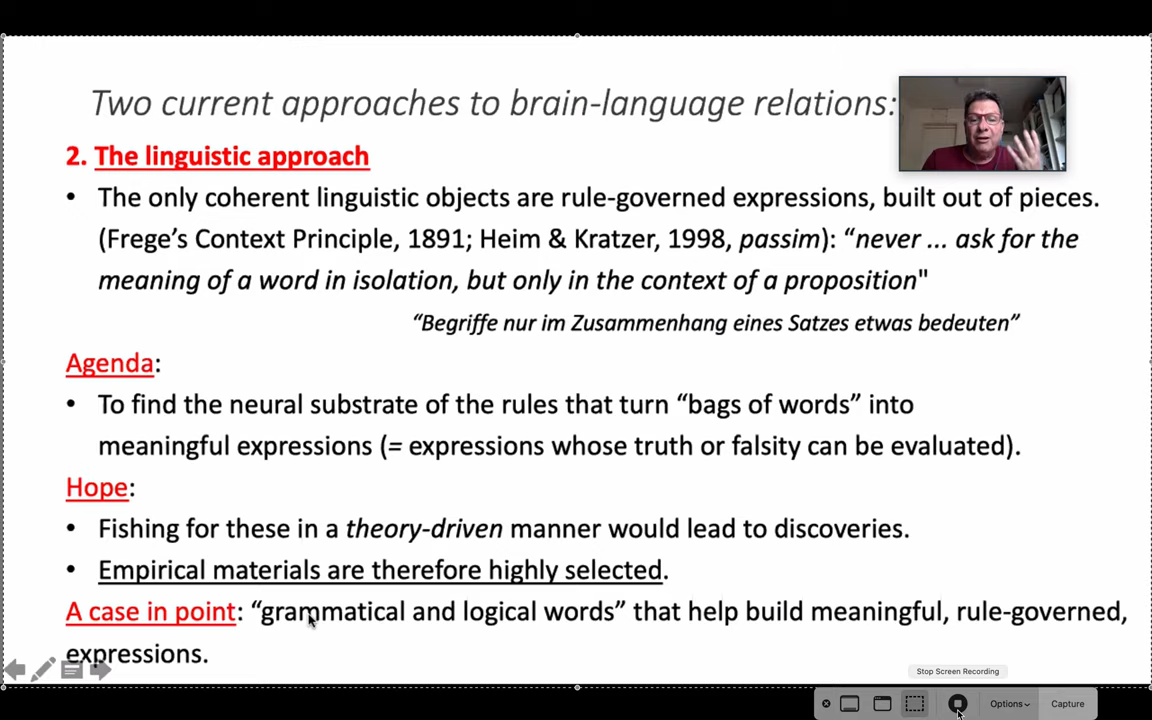 Two current approaches to brain-language relations:
2. The linguistic approach
• The only coherent linguistic objects are rule-governed expressions, built out of pieces.
(Frege's Context Principle, 1891; Heim & Kratzer, 1998, passim): “never ... ask for the
meaning of a word in isolation, but only in the context of a proposition"
“Begriffe nur im Zusammenhang eines Satzes etwas bedeuten”
Agenda:
• To find the neural substrate of the rules that turn “bags of words” into
meaningful expressions (= expressions whose truth or falsity can be evaluated).
Hope:
• Fishing for these in a theory-driven manner would lead to discoveries.
• Empirical materials are therefore highly selected.
A case in point: “grammatical and logical words” that help build meaningful, rule-governed,
expressions.
Stop Screen Recording
Options
Capture